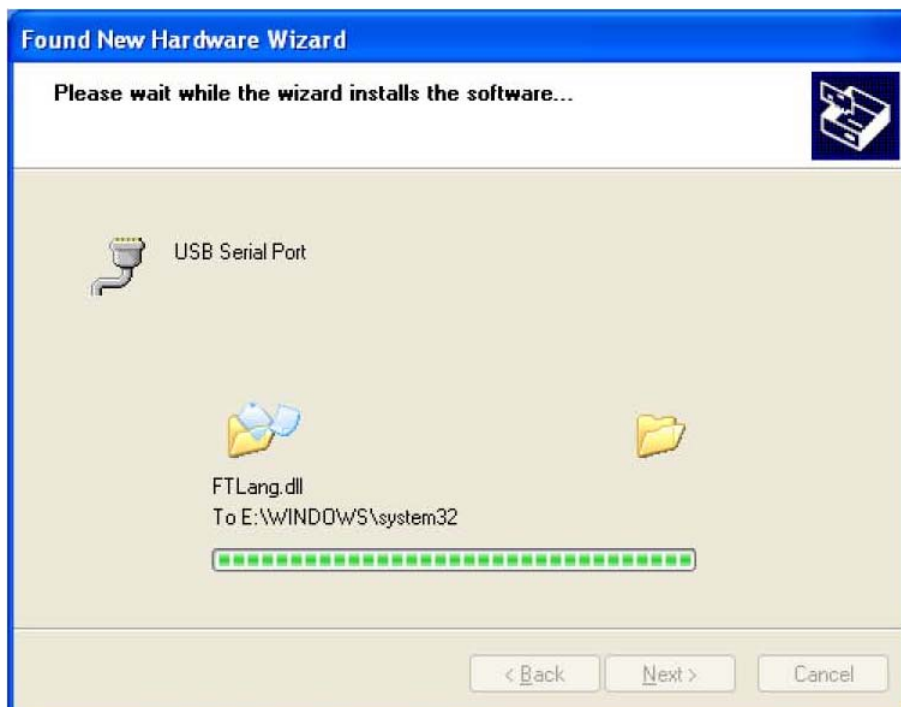 Found New Hardware Wizard
Please wait while the wizard installs the software...
USB Serial Port
FTLang.dll
To E:\WINDOWS\system32
< Back Next > Cancel